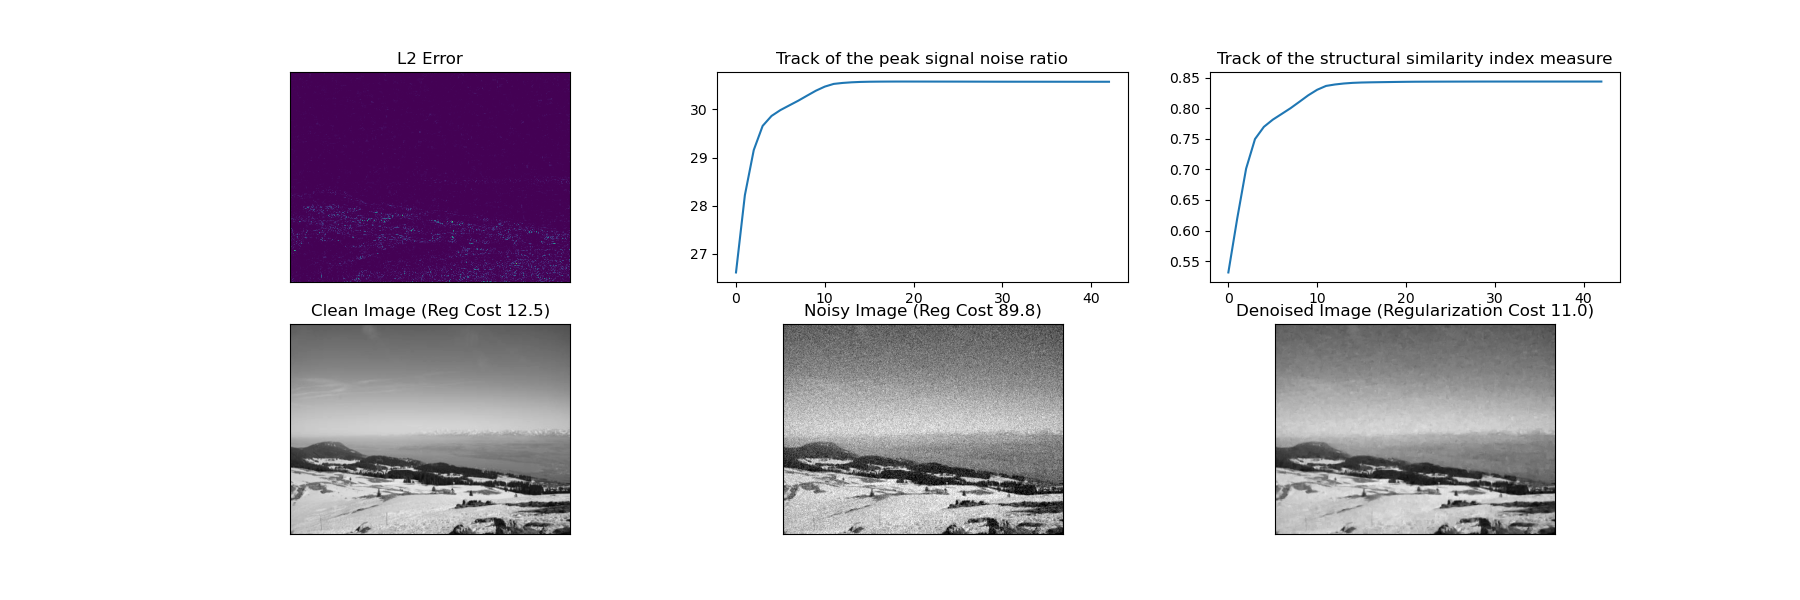 L2 Error
Track of the peak signal noise ratio
30
29
28
27
0 10 20 30 40
Track of the structural similarity index measure
0.85
0.80
0.75
0.70
0.65
0.60
0.55
0 10 20 30 40
Clean Image (Reg Cost 12.5)
Noisy Image (Reg Cost 89.8)
Denoised Image (Regularization Cost 11.0)